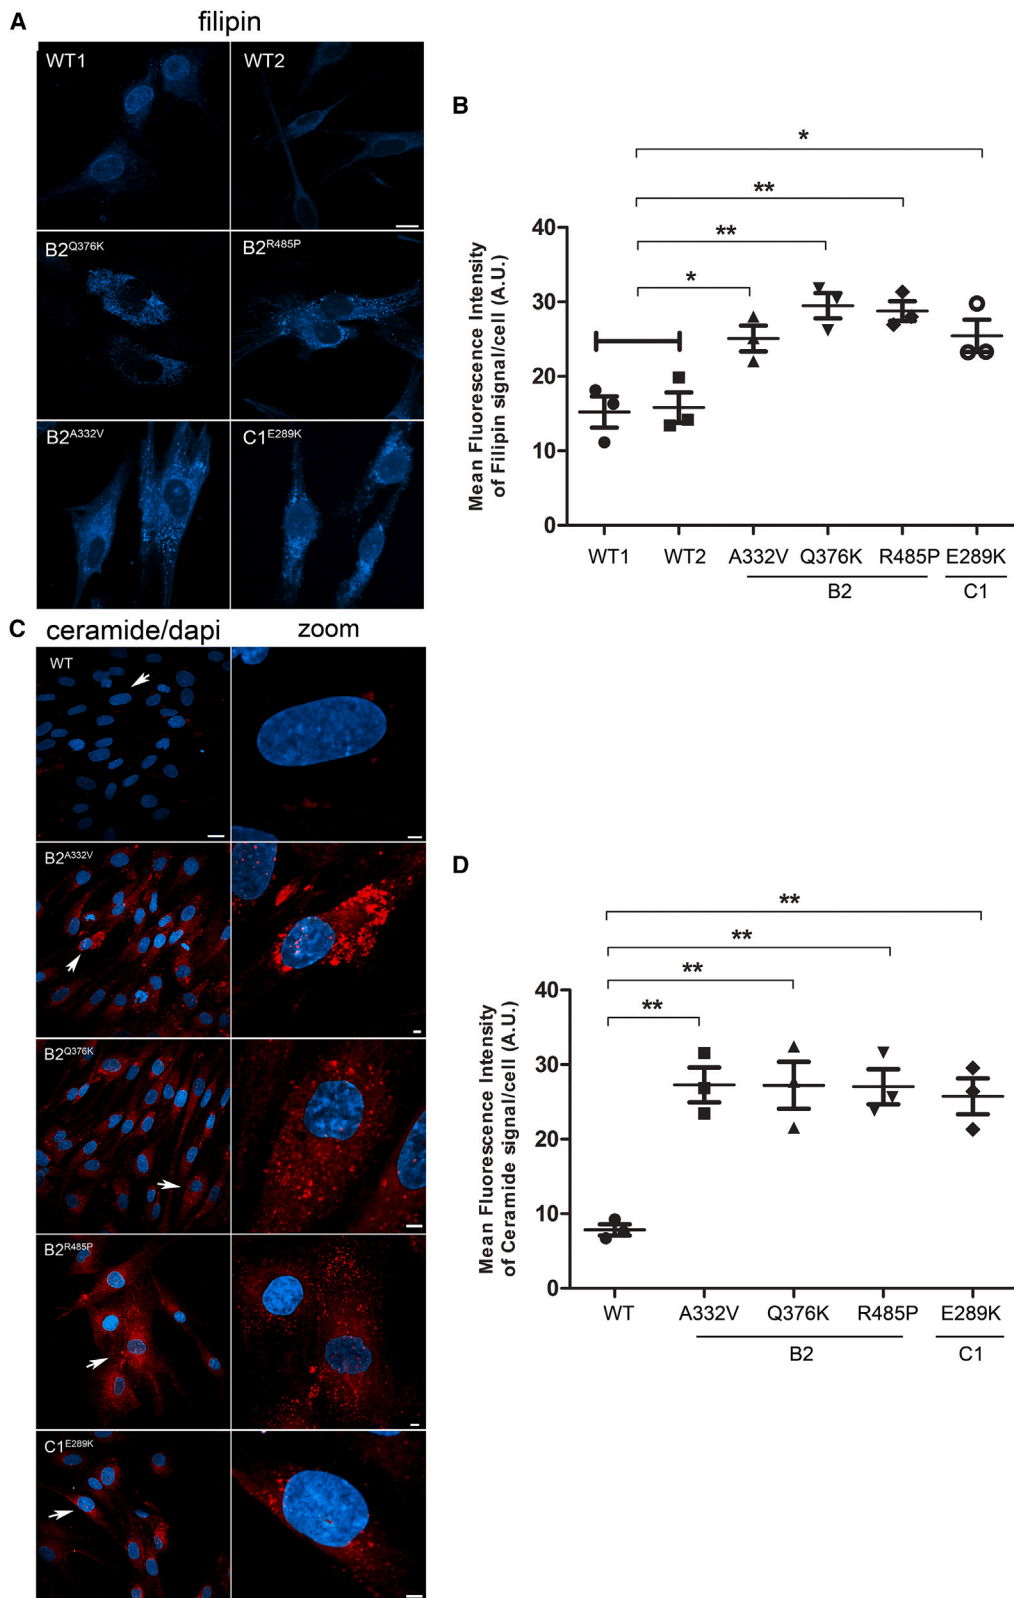 A
filipin
WT1
WT2
B2Q376K
B2R485P
B2A332V
C1E289K
B
*
**
**
*
Mean Fluorescence Intensity
of Filipin signal/cell (A.U.)
40
30
20
10
0
WT1
WT2
A332V
Q376K
R485P
E289K
B2
C1
C
ceramide/dapi
zoom
WT
B2A332V
B2Q376K
B2R485P
C1E289K
D
**
**
**
**
Mean Fluorescence Intensity
of Ceramide signal/cell (A.U.)
40
30
20
10
0
WT
A332V
Q376K
R485P
E289K
B2
C1